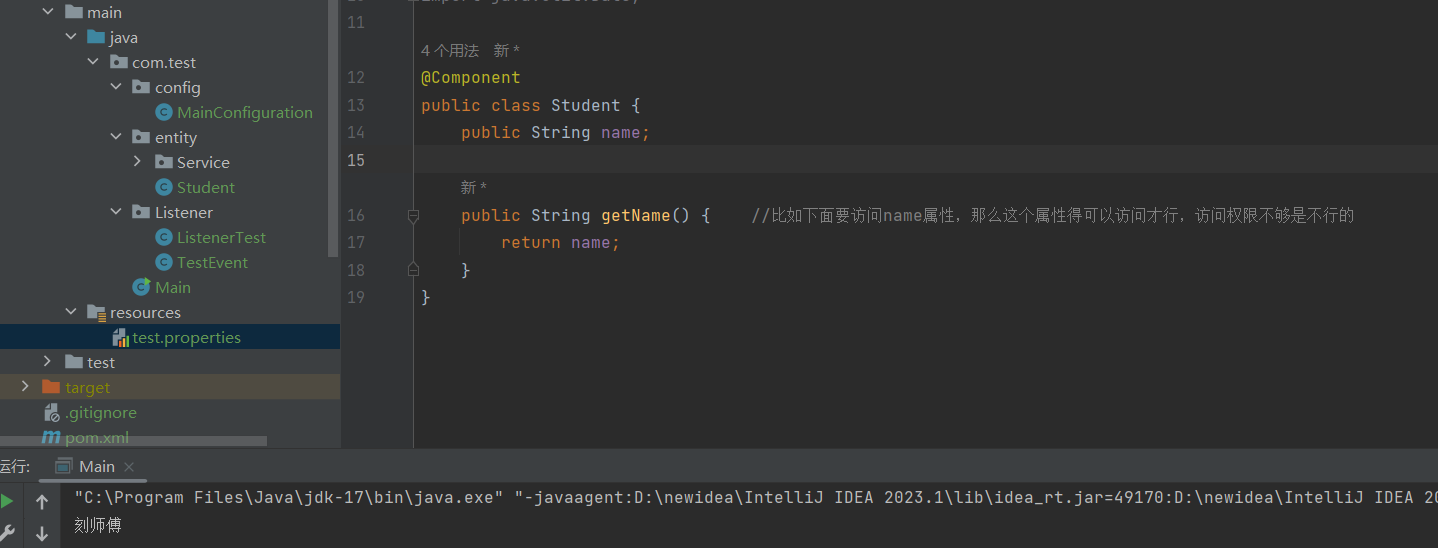 main
java
com.test
config
MainConfiguration
entity
Service
Student
Listener
ListenerTest
TestEvent
Main
resources
test.properties
test
target
.gitignore
pom.xml
11
4 个用法 新 *
12 @Component
13 public class Student {
14 public String name;
15
新 *
16 public String getName() { //比如下面要访问name属性，那么这个属性得可以访问才行，访问权限不够是不行的
17 return name;
18 }
19 }
运行: Main
"C:\Program Files\Java\jdk-17\bin\java.exe" "-javaagent:D:\newidea\IntelliJ IDEA 2023.1\lib\idea_rt.jar=49170:D:\newidea\IntelliJ IDEA 20
刻师傅